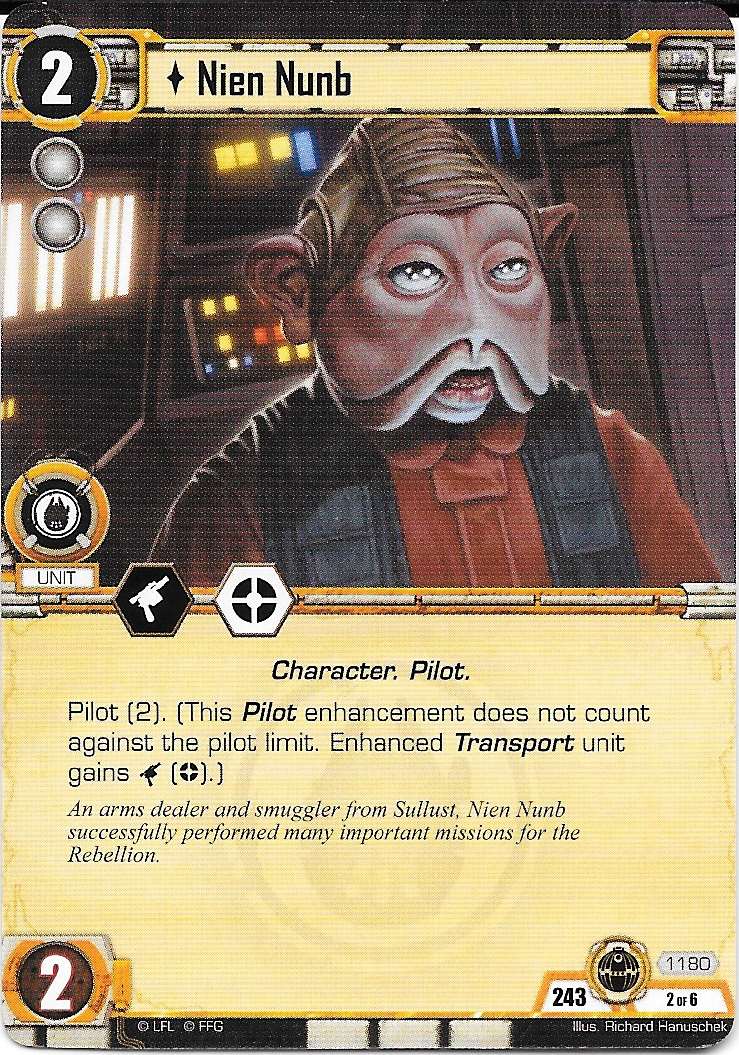 2
Nien Nunb
UNIT
Character. Pilot.
Pilot (2). (This Pilot enhancement does not count
against the pilot limit. Enhanced Transport unit
gains ( ).)
An arms dealer and smuggler from Sullust, Nien Nunb
successfully performed many important missions for the
Rebellion.
2
1180
243
2 OF 6
© LFL © FFG
Illus. Richard Hanuschek